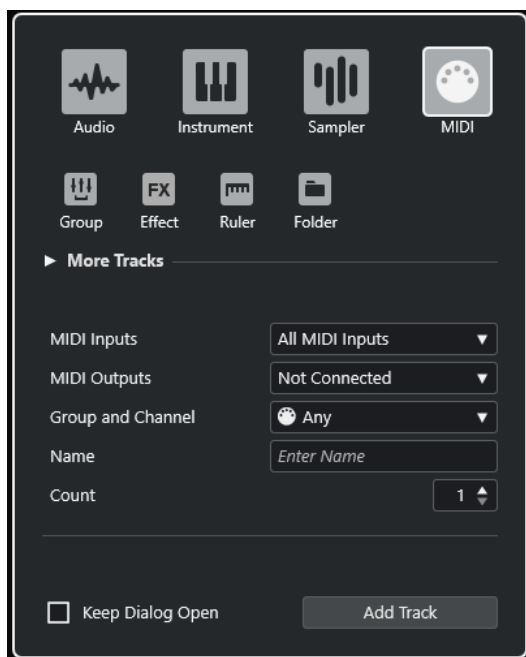 Audio Instrument Sampler MIDI
FX
Group Effect Ruler Folder
More Tracks
MIDI Inputs All MIDI Inputs
MIDI Outputs Not Connected
Group and Channel Any
Name Enter Name
Count 1
Keep Dialog Open Add Track